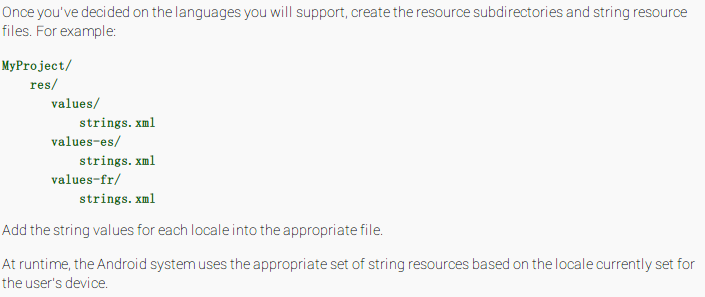 Once you've decided on the languages you will support, create the resource subdirectories and string resource
files. For example:
MyProject/
    res/
       values/
           strings.xml
       values-es/
           strings.xml
       values-fr/
           strings.xml
Add the string values for each locale into the appropriate file.
At runtime, the Android system uses the appropriate set of string resources based on the locale currently set for
the user's device.